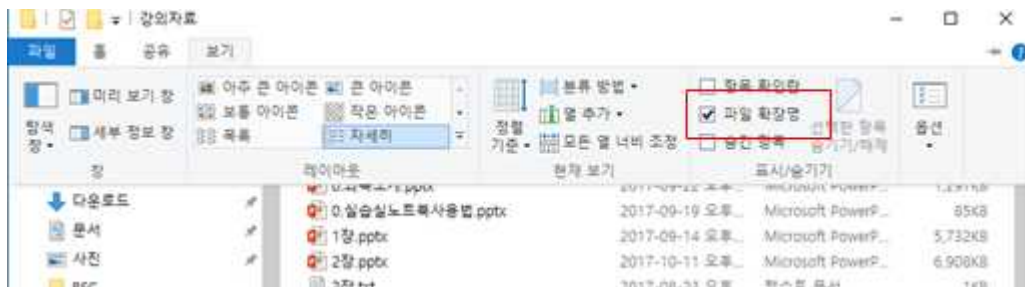 강의자료
파일 홈 공유 보기
미리 보기 창 아주 큰 아이콘 큰 아이콘 분류 방법 항목 확인란
보통 아이콘 작은 아이콘 열 추가 파일 확장명
탐색 창 세부 정보 창 목록 자세히 정렬 기준 모든 열 너비 조정 숨긴 항목 선택한 항목 숨기기/해제 옵션
창 레이아웃 현재 보기 표시/숨기기
다운로드 0.실습실노트북사용법.pptx 2017-09-19 오후... Microsoft PowerP... 85KB
문서 1장.pptx 2017-09-14 오후... Microsoft PowerP... 5,732KB
사진 2장.pptx 2017-10-11 오후... Microsoft PowerP... 6,908KB